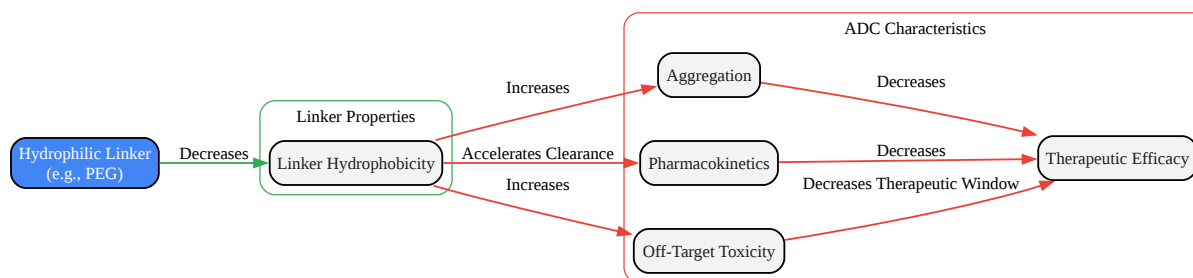 ADC Characteristics
Aggregation
Increases
Decreases
Linker Properties
Hydrophilic Linker
(e.g., PEG)
Decreases
Linker Hydrophobicity
Accelerates Clearance
Pharmacokinetics
Decreases
Therapeutic Efficacy
Increases
Decreases Therapeutic Window
Off-Target Toxicity